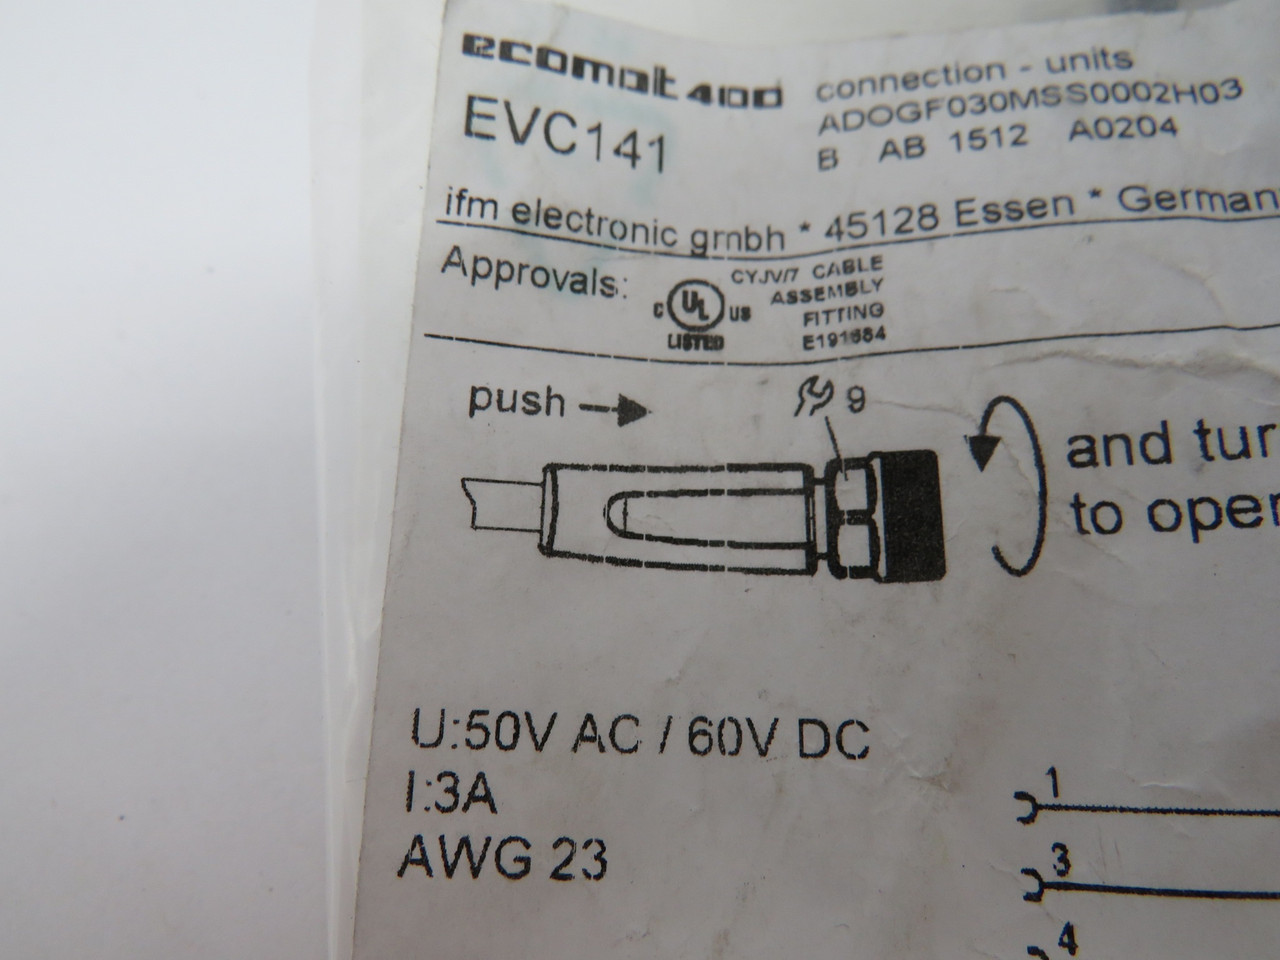 ecomat 400
EVC141
connection - units
ADOGF030MSS0002H03
B AB 1512 A0204
ifm electronic gmbh * 45128 Essen * German
Approvals:
C UL US
LISTED
CYJV/7 CABLE
ASSEMBLY
FITTING
E191684
push
9
and tur
to oper
U:50V AC / 60V DC
I:3A
AWG 23
1
3
4